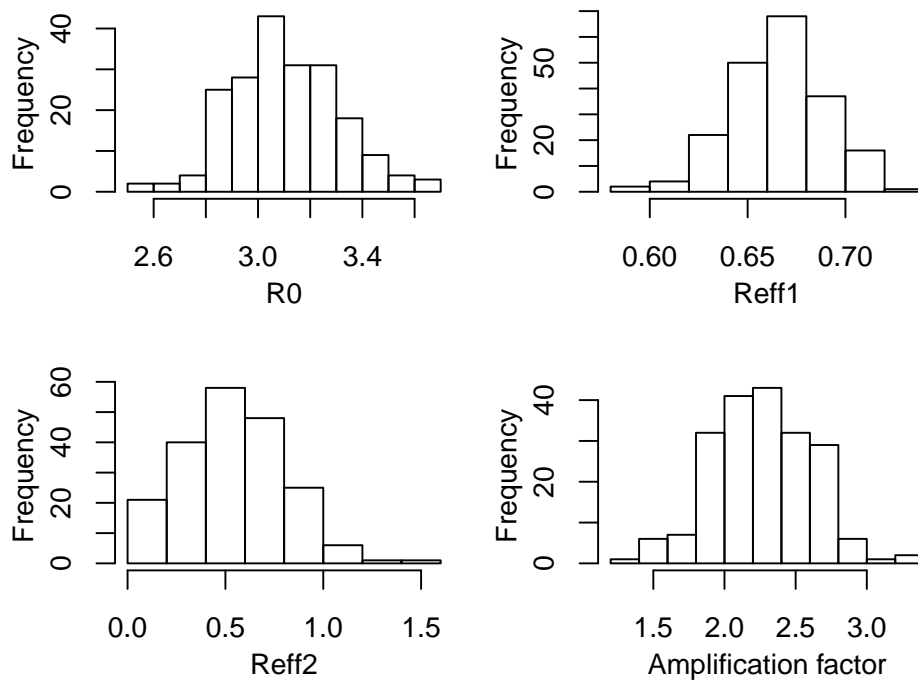 Frequency
0 20 40
2.6 3.0 3.4
R0
Frequency
0 20 50
0.60 0.65 0.70
Reff1
Frequency
0 20 40 60
0.0 0.5 1.0 1.5
Reff2
Frequency
0 20 40
1.5 2.0 2.5 3.0
Amplification factor